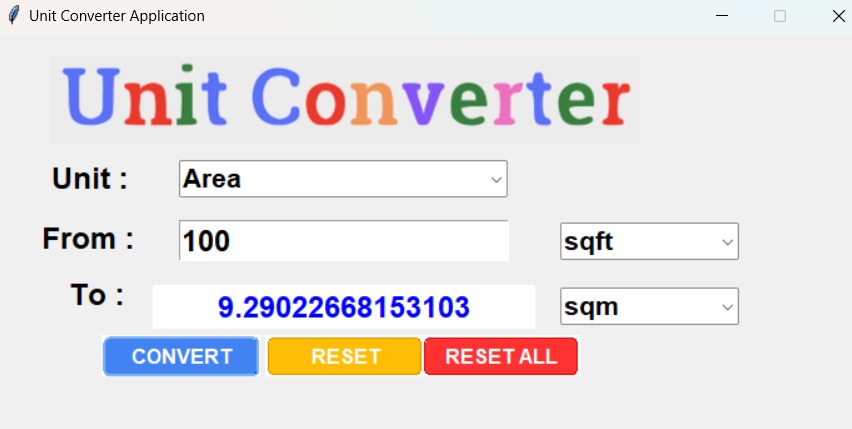 Unit Converter Application
Unit Converter
Unit : Area
From : 100 sqft
To : 9.29022668153103 sqm
CONVERT RESET RESET ALL